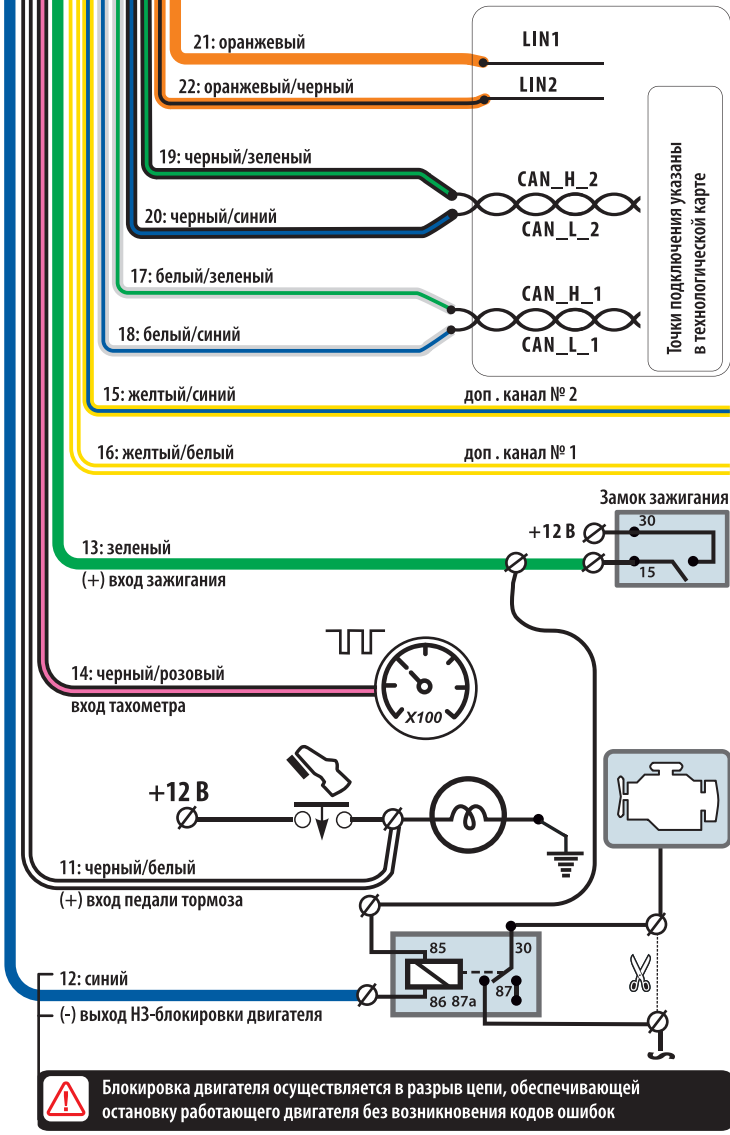 21: оранжевый
LIN1
22: оранжевый/черный
LIN2
19: черный/зеленый
CAN_H_2
20: черный/синий
CAN_L_2
17: белый/зеленый
CAN_H_1
18: белый/синий
CAN_L_1
Точки подключения указаны
в технологической карте
15: желтый/синий
доп . канал № 2
16: желтый/белый
доп . канал № 1
Замок зажигания
+12 В
30
15
13: зеленый
(+) вход зажигания
14: черный/розовый
вход тахометра
X100
+12 В
11: черный/белый
(+) вход педали тормоза
85
30
86
87a
87
12: синий
(-) выход НЗ-блокировки двигателя
Блокировка двигателя осуществляется в разрыв цепи, обеспечивающей
остановку работающего двигателя без возникновения кодов ошибок